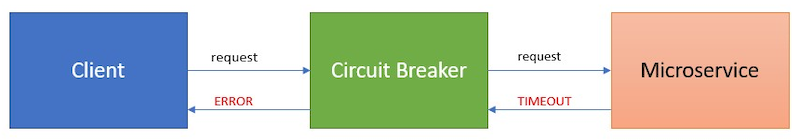 Client
request
ERROR
Circuit Breaker
request
TIMEOUT
Microservice